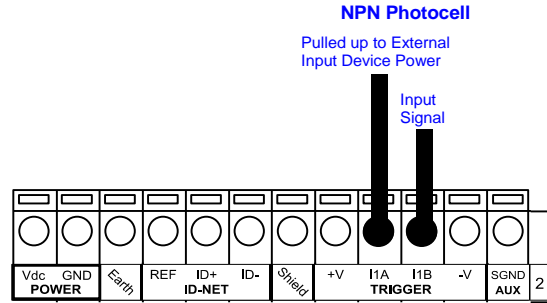 NPN Photocell
Pulled up to External
Input Device Power
Input
Signal
Vdc GND Earth REF ID+ ID- Shield +V I1A I1B -V SGND 2
POWER ID-NET TRIGGER AUX